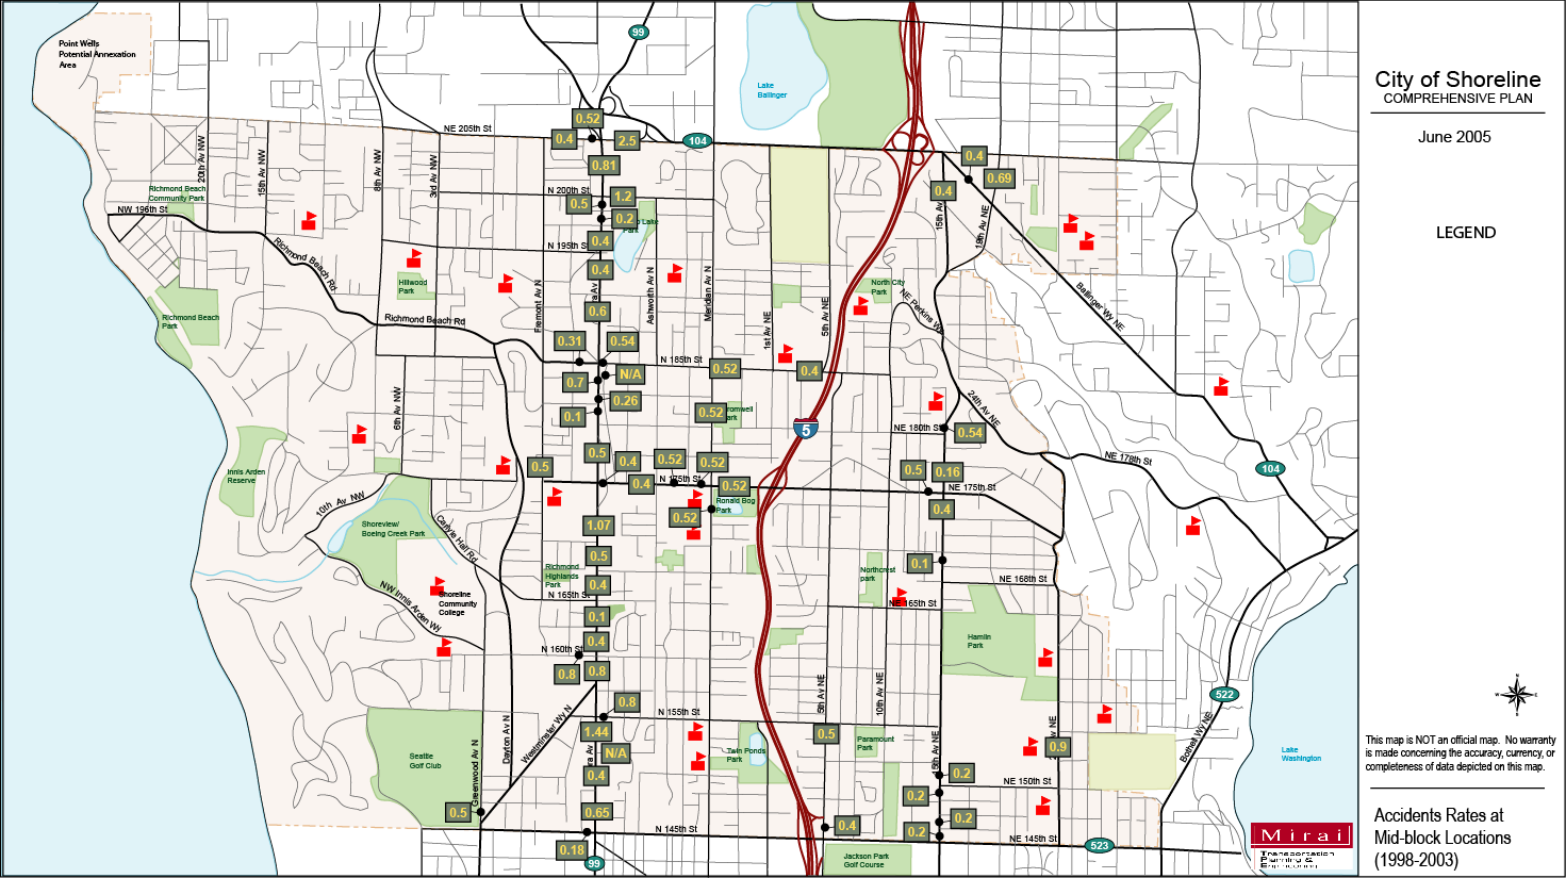 Point Wells
Potential Annexation
Area
99
Lake
Ballinger
City of Shoreline
COMPREHENSIVE PLAN
June 2005
LEGEND
0.52
NE 205th St
0.4
2.5
104
0.81
0.4
0.69
0.4
20th Av NW
15th Av NW
8th Av NW
3rd Av NW
Richmond Beach
Community Park
NW 196th St
N 200th St
0.5
1.2
0.2
Park
15th Av
N 195th St
0.4
Richmond Beach Rd
Hillwood
Park
0.4
Fremont Av N
Ashworth Av N
Meridian Av N
1st Av NE
5th Av NE
North City
Park
NE Perkins
Ballinger Wy NE
Richmond Beach
Park
Richmond Beach Rd
0.6
0.31
0.54
N 185th St
0.52
0.4
N/A
0.7
0.26
0.1
0.52
6th Av NW
24th Av NE
5
NE 180th St
0.54
0.5
0.5
0.4
0.52
0.52
N 175th St
0.4
0.52
0.5
0.16
NE 175th St
NE 178th St
104
Innis Arden
Reserve
10th Av NW
Ronald Bog
Park
0.52
0.4
Shoreview/
Boeing Creek Park
Carlyle Hall Rd
1.07
0.5
0.1
Richmond
Highlands
Park
0.4
Northcrest
park
NE 168th St
NW Innis Arden Wy
Shoreline
Community
College
N 165th St
NE 165th St
0.1
0.4
Hamlin
Park
N 160th St
0.8
0.8
522
0.8
N 155th St
5th Av NE
10th Av NE
1.44
N/A
0.4
Dayton Av N
Westminster Wy N
Greenwood Av N
Seattle
Golf Club
Twin Ponds
Park
0.5
Paramount
Park
0.9
Bothell Wy NE
Lake
Washington
This map is NOT an official map. No warranty
is made concerning the accuracy, currency, or
completeness of data depicted on this map.
0.2
NE 150th St
0.2
0.5
0.65
0.4
0.2
0.2
N 145th St
NE 145th St
523
0.18
99
Jackson Park
Golf Course
Mirai
Transportation
Planning &
Engineering
Accidents Rates at
Mid-block Locations
(1998-2003)